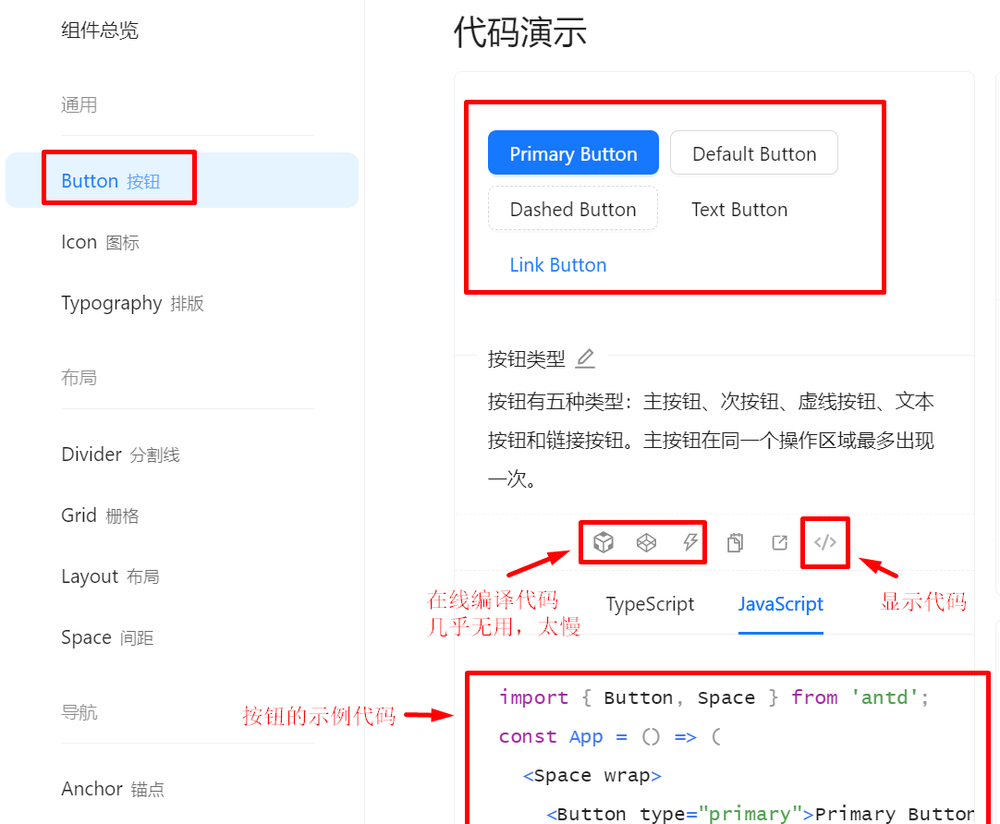 组件总览
通用
Button 按钮
Icon 图标
Typography 排版
布局
Divider 分割线
Grid 栅格
Layout 布局
Space 间距
导航
Anchor 锚点
代码演示
Primary Button
Default Button
Dashed Button
Text Button
Link Button
按钮类型
按钮有五种类型：主按钮、次按钮、虚线按钮、文本
按钮和链接按钮。主按钮在同一个操作区域最多出现
一次。
</>
在线编译代码
几乎无用，太慢
显示代码
TypeScript
JavaScript
按钮的示例代码
import { Button, Space } from 'antd';
const App = () => (
<Space wrap>
<Button type="primary">Primary Button